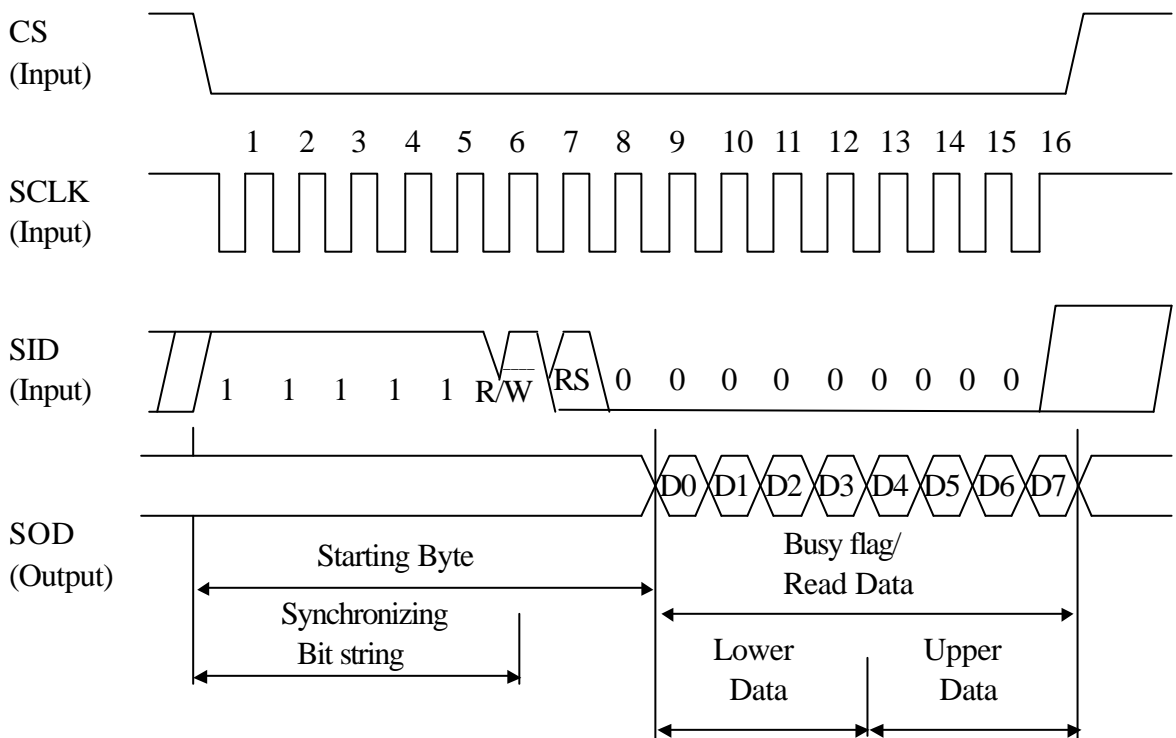 CS
(Input)
1 2 3 4 5 6 7 8 9 10 11 12 13 14 15 16
SCLK
(Input)
SID
(Input)
1 1 1 1 1 R/W̅ RS 0 0 0 0 0 0 0 0 0
D0 D1 D2 D3 D4 D5 D6 D7
SOD
(Output)
Starting Byte
Busy flag/
Read Data
Synchronizing
Bit string
Lower
Data
Upper
Data